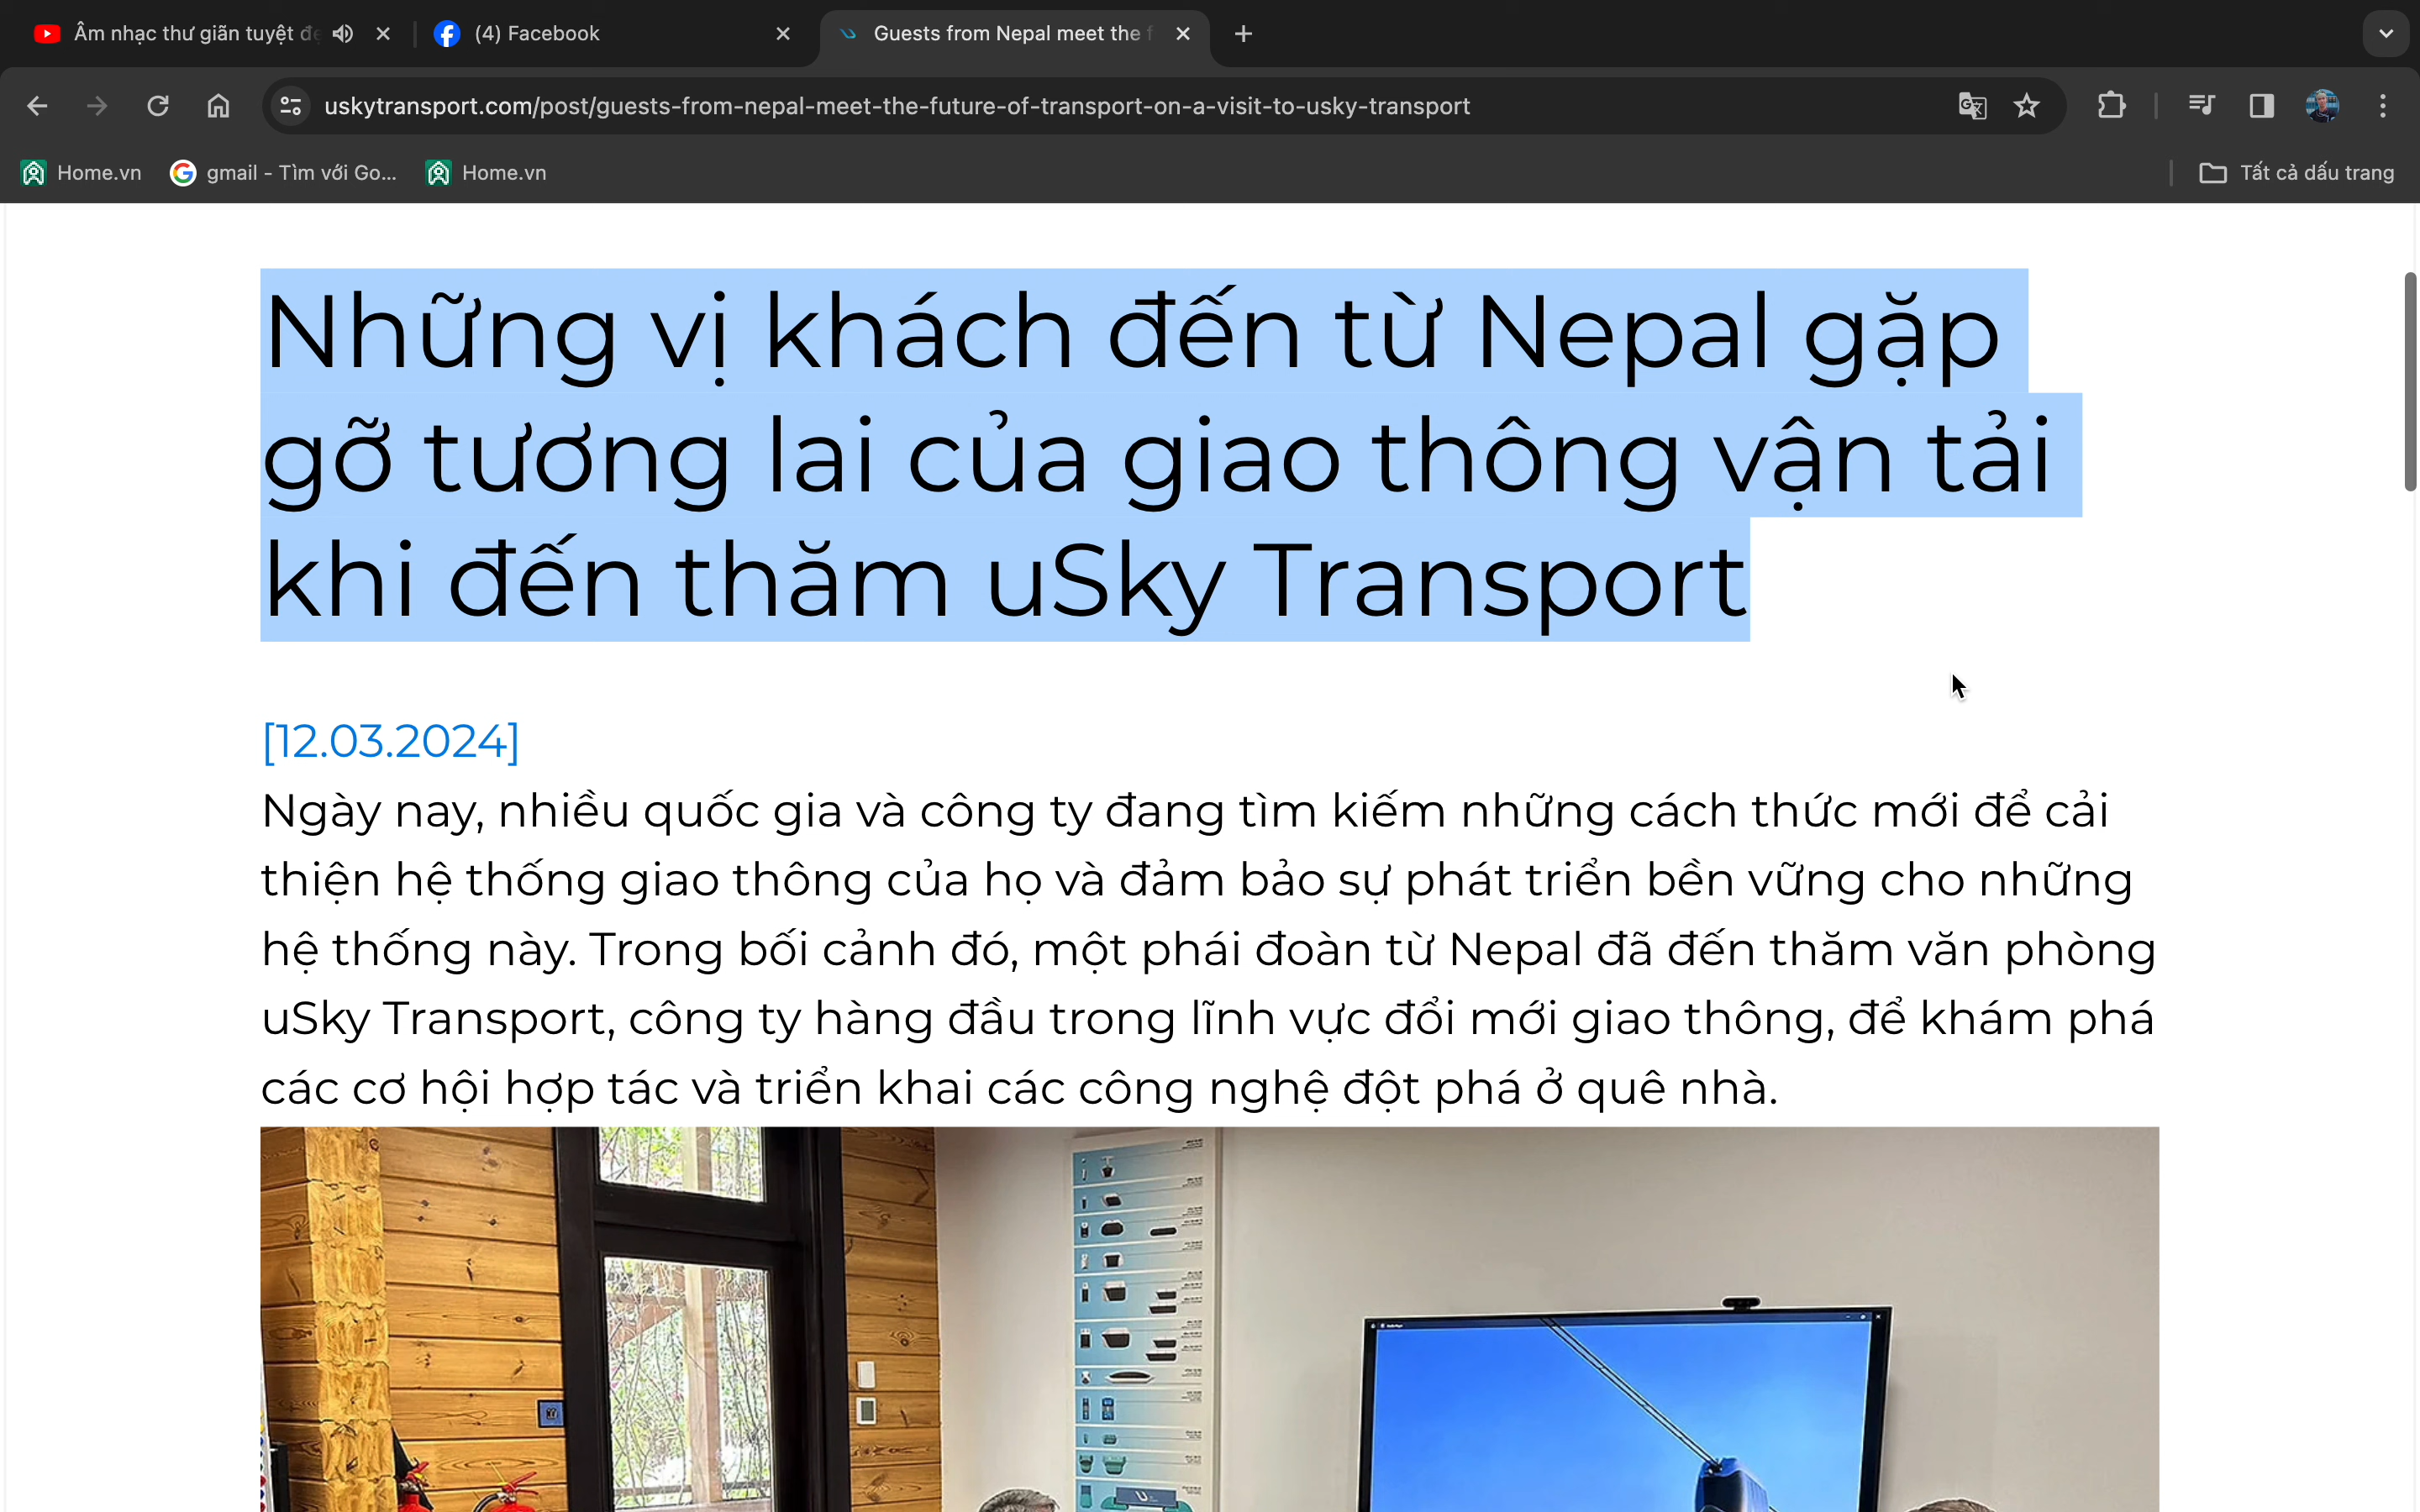 Âm nhạc thư giãn tuyệt
(4) Facebook
Guests from Nepal meet the
uskytransport.com/post/guests-from-nepal-meet-the-future-of-transport-on-a-visit-to-usky-transport
Home.vn
gmail - Tìm với Go...
Home.vn
Tất cả dấu trang
Những vị khách đến từ Nepal gặp
gỡ tương lai của giao thông vận tải
khi đến thăm uSky Transport
[12.03.2024]
Ngày nay, nhiều quốc gia và công ty đang tìm kiếm những cách thức mới để cải
thiện hệ thống giao thông của họ và đảm bảo sự phát triển bền vững cho những
hệ thống này. Trong bối cảnh đó, một phái đoàn từ Nepal đã đến thăm văn phòng
uSky Transport, công ty hàng đầu trong lĩnh vực đổi mới giao thông, để khám phá
các cơ hội hợp tác và triển khai các công nghệ đột phá ở quê nhà.